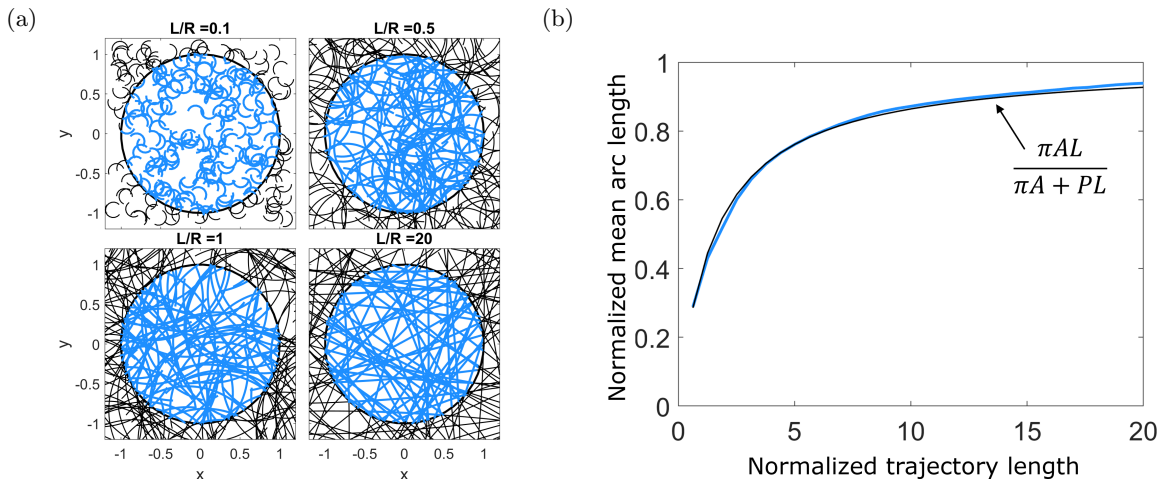 (a)
L/R =0.1
L/R =0.5
1
0.5
0
-0.5
-1
y
L/R =1
L/R =20
1
0.5
0
-0.5
-1
y
-1 -0.5 0 0.5 1
-1 -0.5 0 0.5 1
x
x
(b)
Normalized mean arc length
1
0.8
0.6
0.4
0.2
0
πAL
πA + PL
0 5 10 15 20
Normalized trajectory length